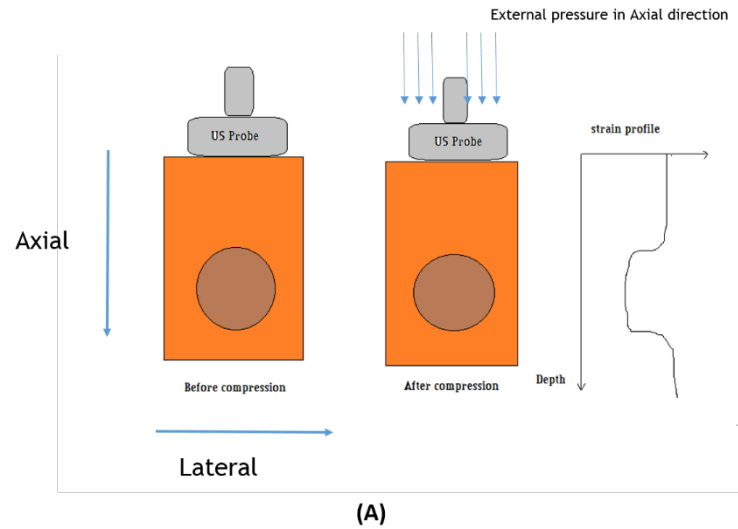 External pressure in Axial direction
US Probe
US Probe
strain profile
Axial
Depth
Before compression
After compression
Lateral
(A)